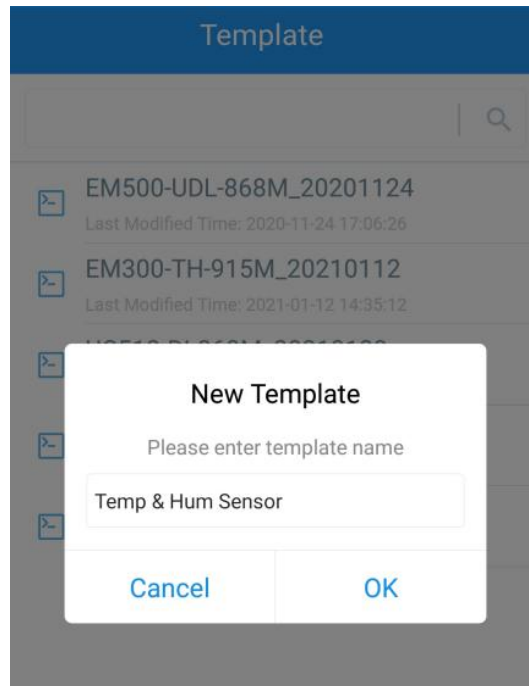 Template
EM500-UDL-868M_20201124
Last Modified Time: 2020-11-24 17:06:26
EM300-TH-915M_20210112
Last Modified Time: 2021-01-12 14:35:12
New Template
Please enter template name
Temp & Hum Sensor
Cancel OK